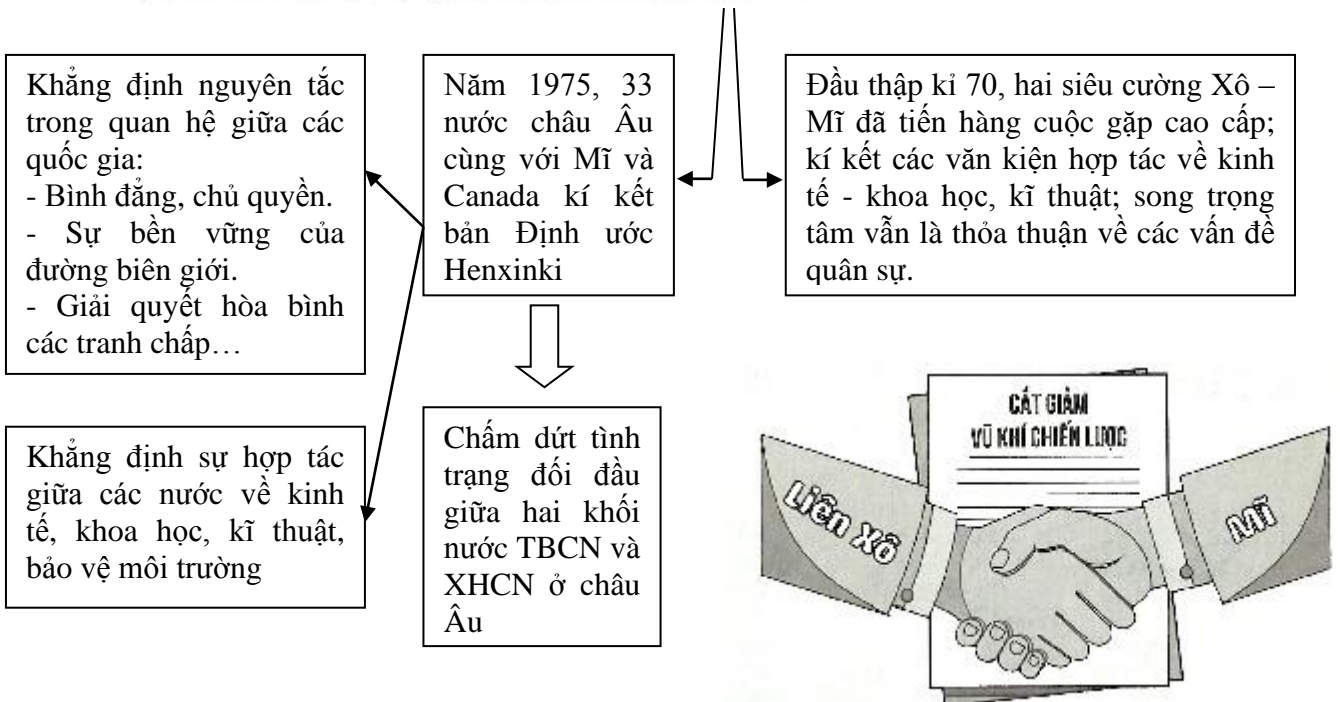 Khẳng định nguyên tắc
trong quan hệ giữa các
quốc gia:
- Bình đẳng, chủ quyền.
- Sự bền vững của
đường biên giới.
- Giải quyết hòa bình
các tranh chấp…
Khẳng định sự hợp tác
giữa các nước về kinh
tế, khoa học, kĩ thuật,
bảo vệ môi trường
Năm 1975, 33
nước châu Âu
cùng với Mĩ và
Canada kí kết
bản Định ước
Henxinki
Chấm dứt tình
trạng đối đầu
giữa hai khối
nước TBCN và
XHCN ở châu
Âu
Đầu thập kỉ 70, hai siêu cường Xô –
Mĩ đã tiến hàng cuộc gặp cao cấp;
kí kết các văn kiện hợp tác về kinh
tế - khoa học, kĩ thuật; song trọng
tâm vẫn là thỏa thuận về các vấn đề
quân sự.
CẮT GIẢM
VŨ KHÍ CHIẾN LƯỢC
Liên Xô
Mĩ